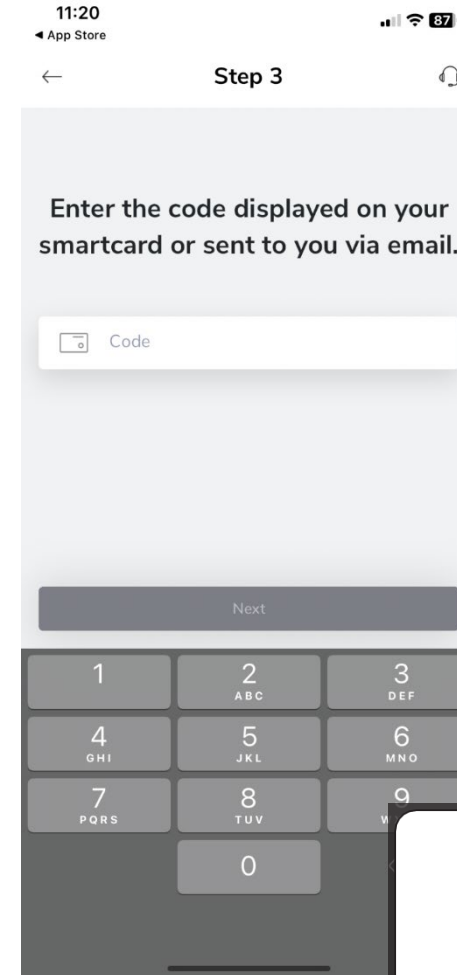 11:20
87
◀ App Store
Step 3
Enter the code displayed on your
smartcard or sent to you via email.
Code
Next
1
2
ABC
3
DEF
4
GHI
5
JKL
6
MNO
7
PQRS
8
TUV
9
W
0